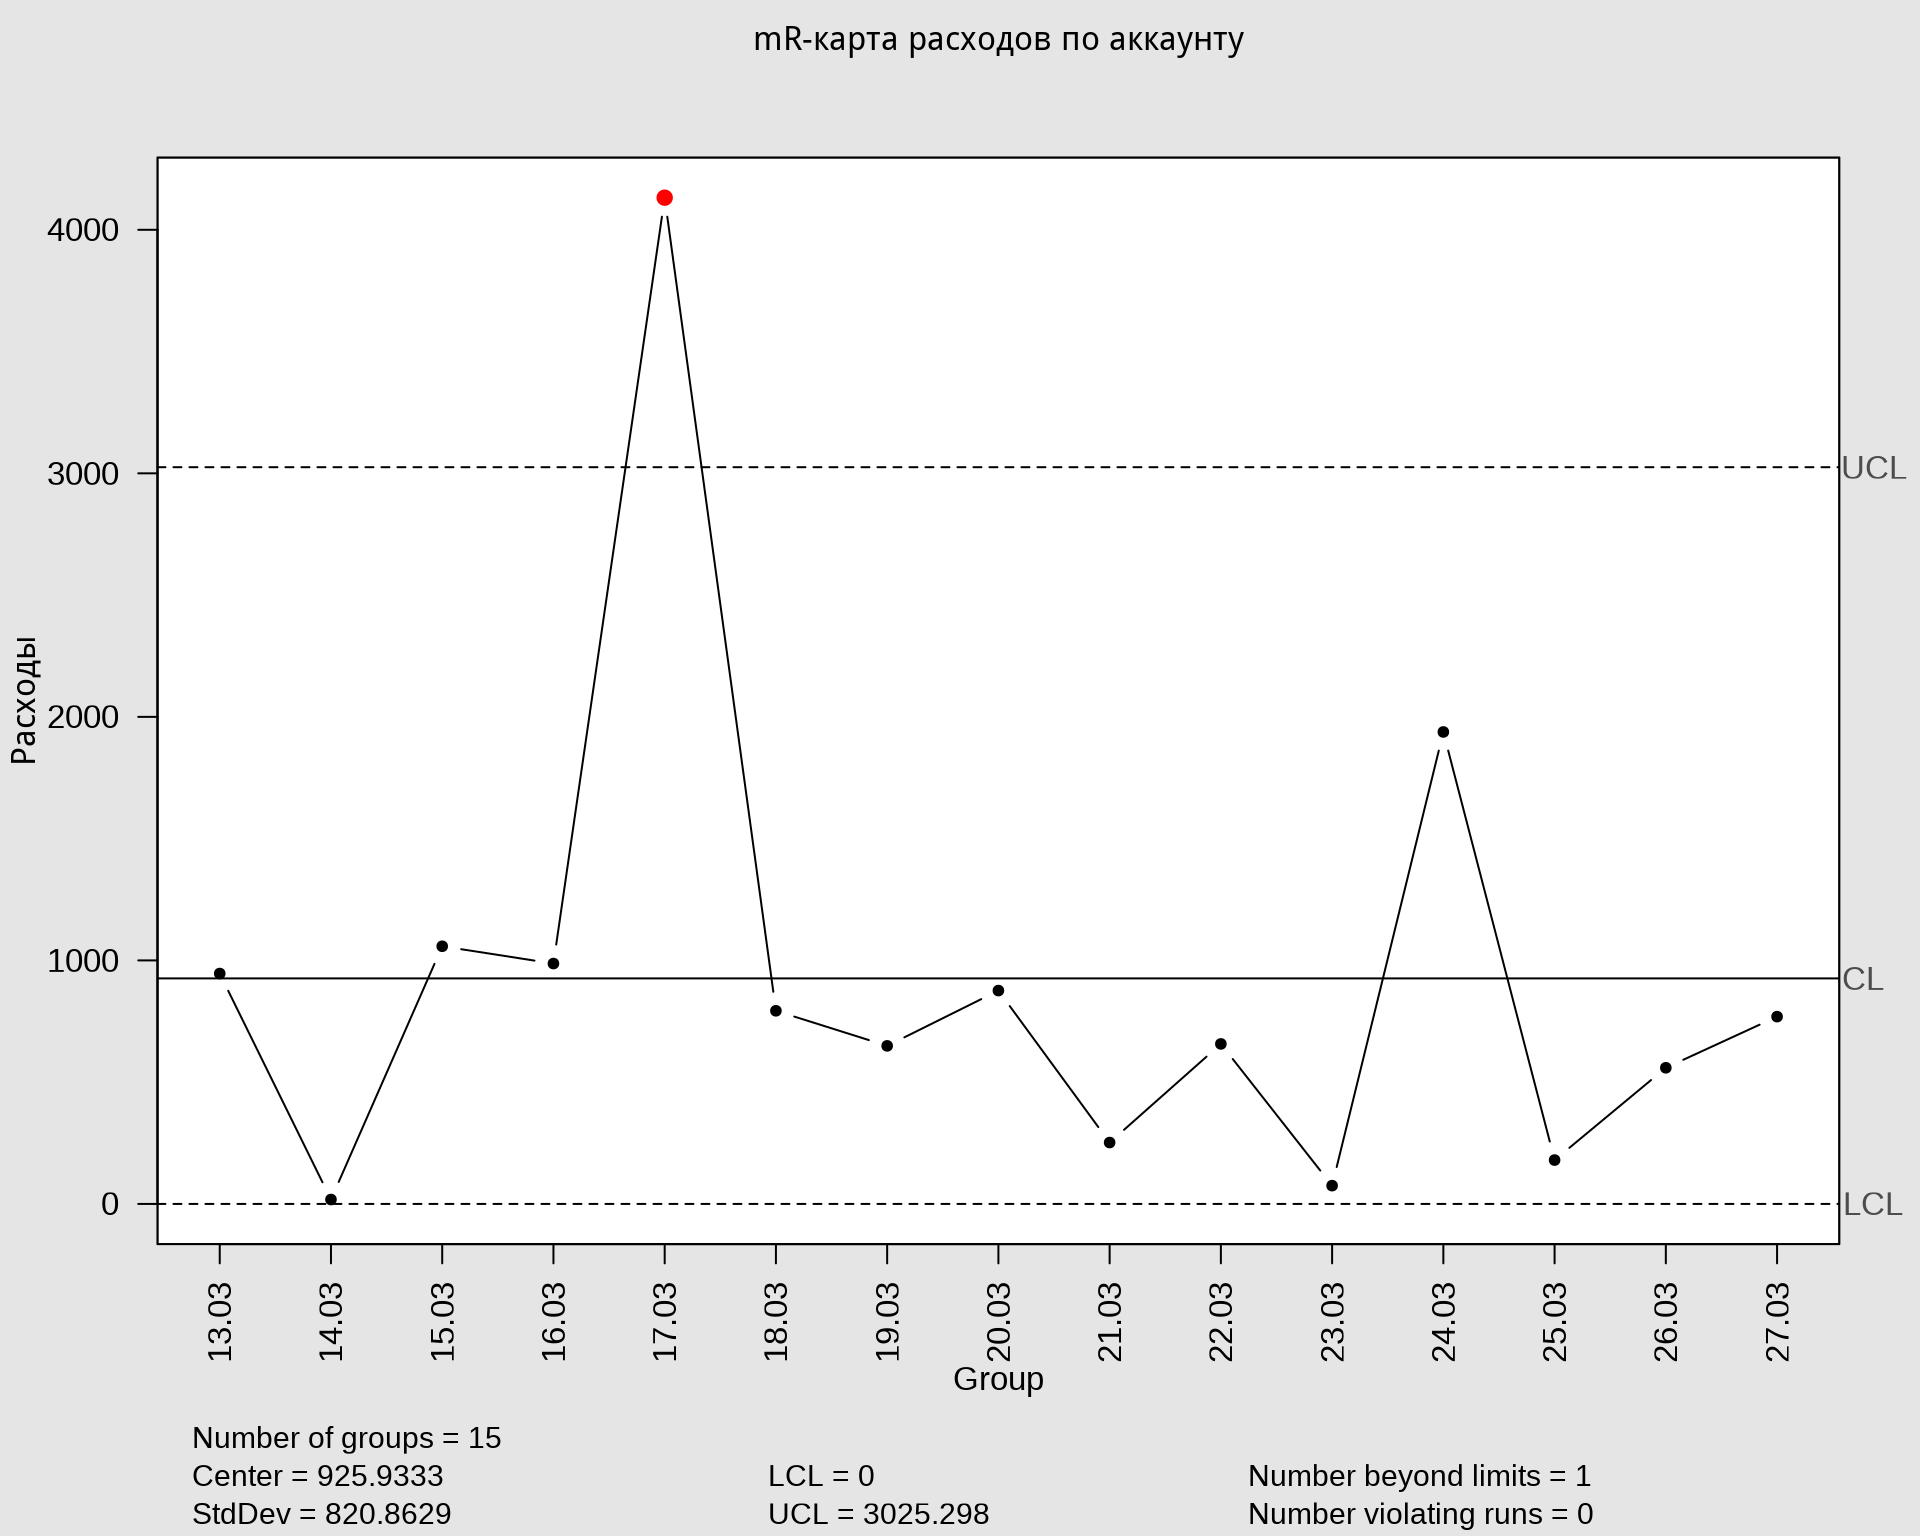 mR-карта расходов по аккаунту
4000
3000
2000
1000
0
Расходы
UCL
CL
LCL
13.03
14.03
15.03
16.03
17.03
18.03
19.03
20.03
21.03
22.03
23.03
24.03
25.03
26.03
27.03
Group
Number of groups = 15
Center = 925.9333
StdDev = 820.8629
LCL = 0
UCL = 3025.298
Number beyond limits = 1
Number violating runs = 0